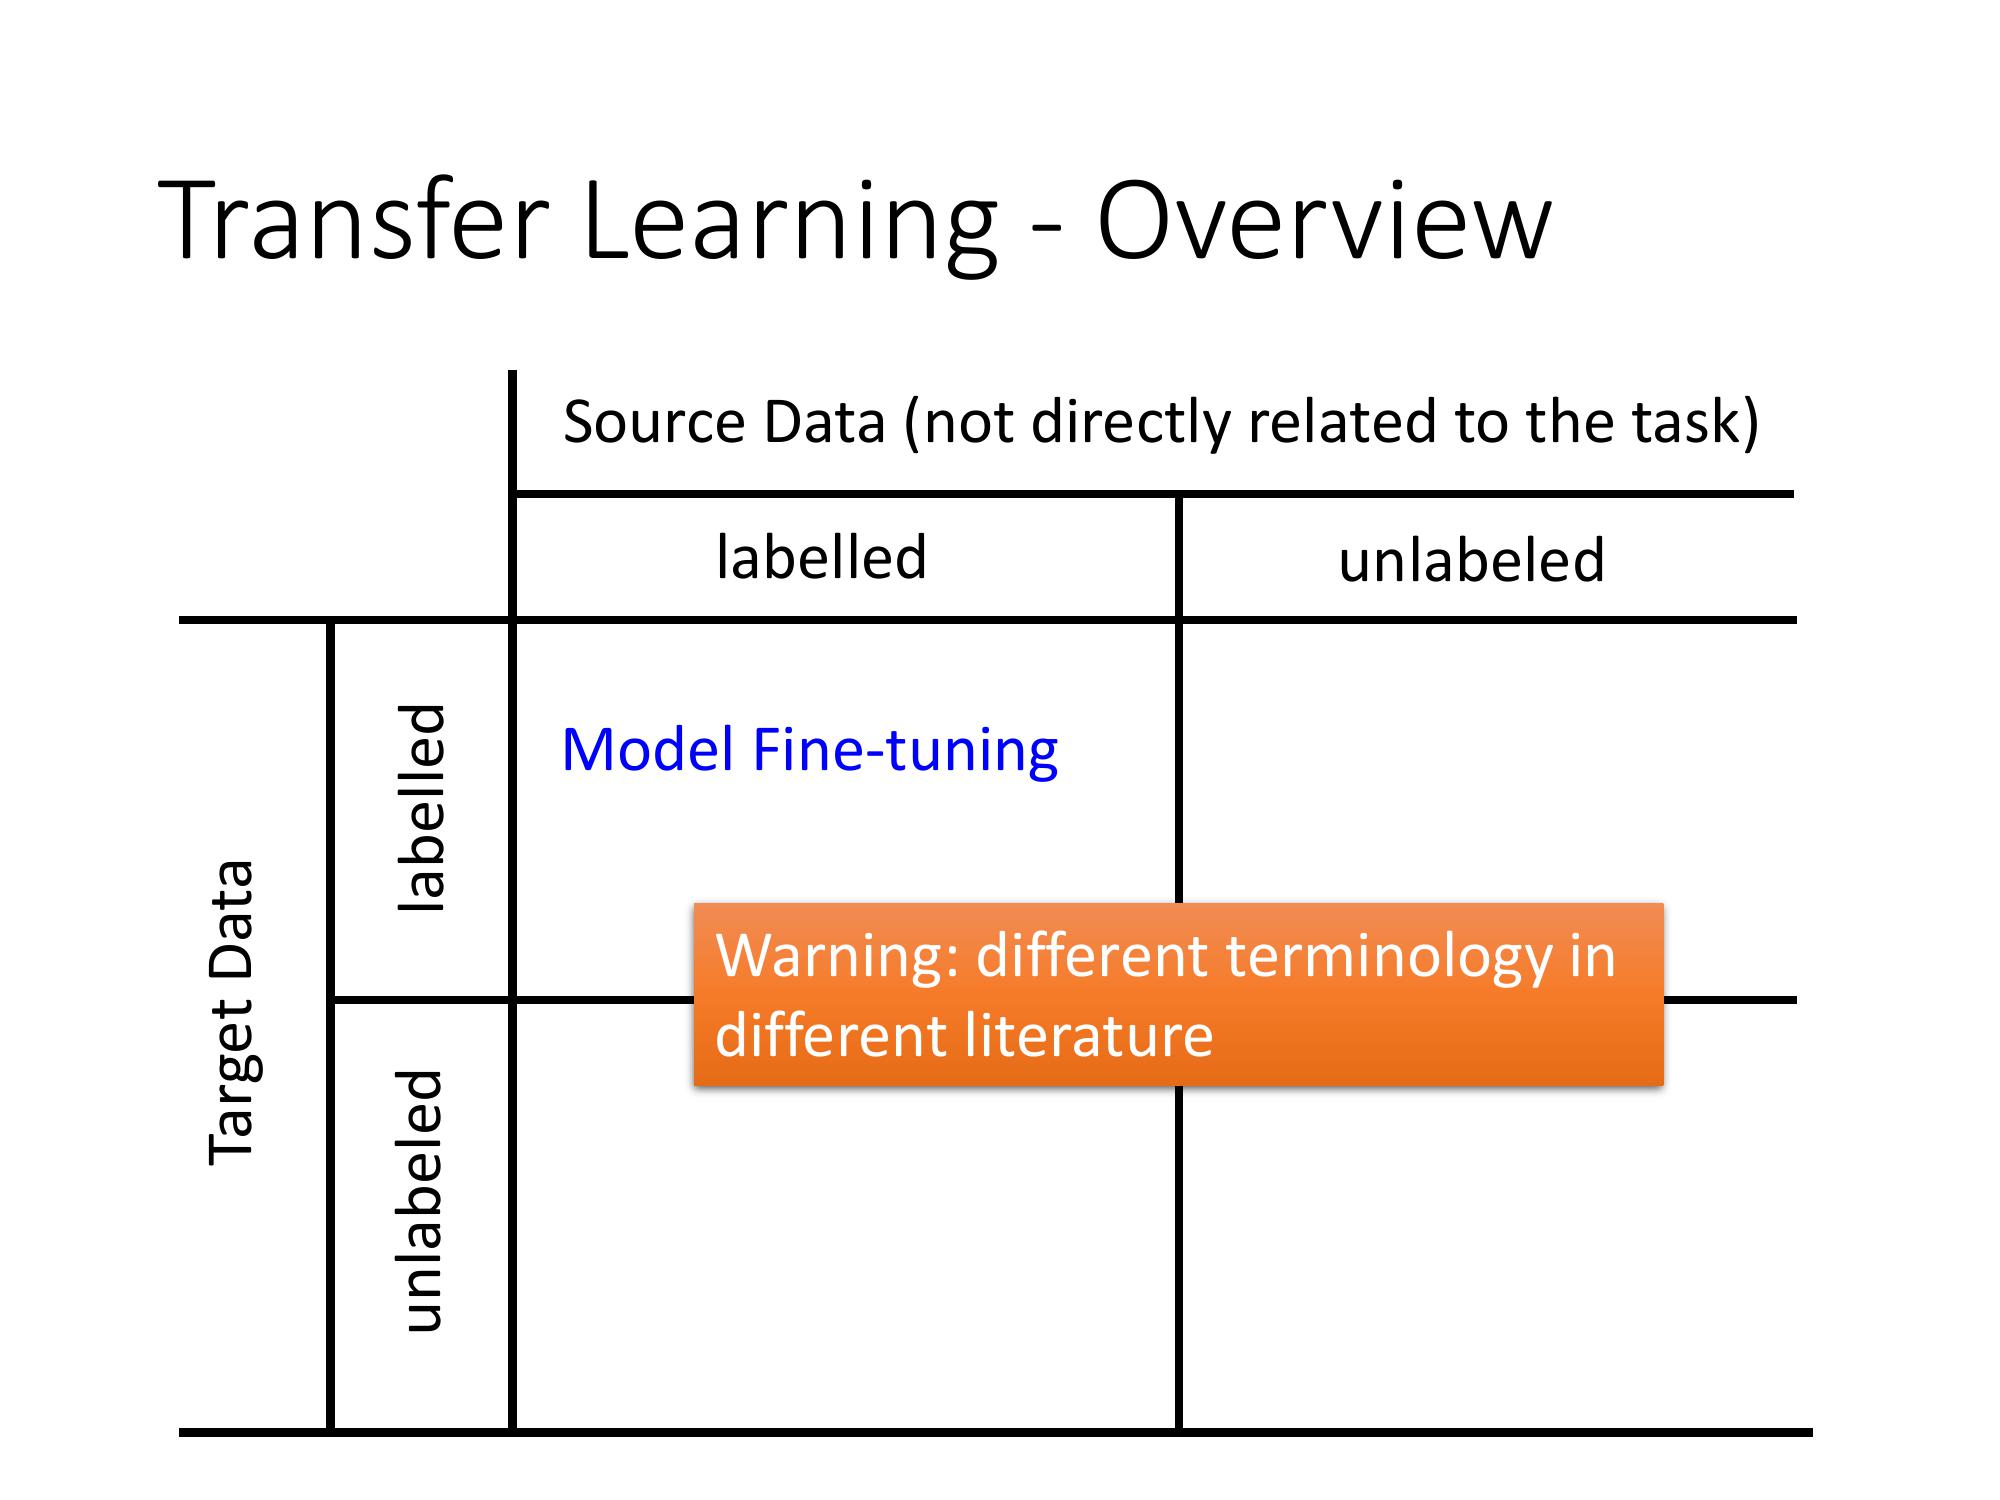 Transfer Learning - Overview
Source Data (not directly related to the task)
labelled
unlabeled
Target Data
labelled
Model Fine-tuning
Warning: different terminology in
different literature
unlabeled